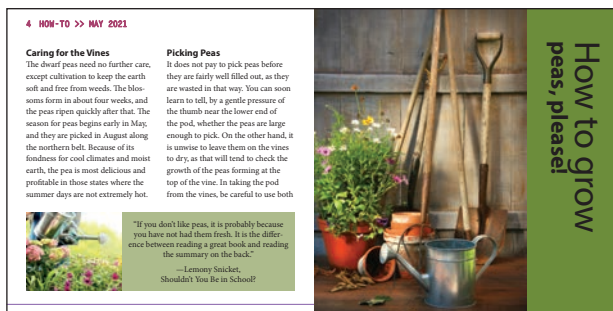 4 HOW-TO >> MAY 2021
Caring for the Vines
The dwarf peas need no further care,
except cultivation to keep the earth
soft and free from weeds. The blos-
soms form in about four weeks, and
the peas ripen quickly after that. The
season for peas begins early in May,
and they are picked in August along
the northern belt. Because of its
fondness for cool climates and moist
earth, the pea is most delicious and
profitable in those states where the
summer days are not extremely hot.
Picking Peas
It does not pay to pick peas before
they are fairly well filled out, as they
are wasted in that way. You can soon
learn to tell, by a gentle pressure of
the thumb near the lower end of
the pod, whether the peas are large
enough to pick. On the other hand, it
is unwise to leave them on the vines
to dry, as that will tend to check the
growth of the peas forming at the
top of the vine. In taking the pod
from the vines, be careful to use both
“If you don’t like peas, it is probably because
you have not had them fresh. It is the differ-
ence between reading a great book and reading
the summary on the back.”
—Lemony Snicket,
Shouldn’t You Be in School?
How to grow
peas, please!